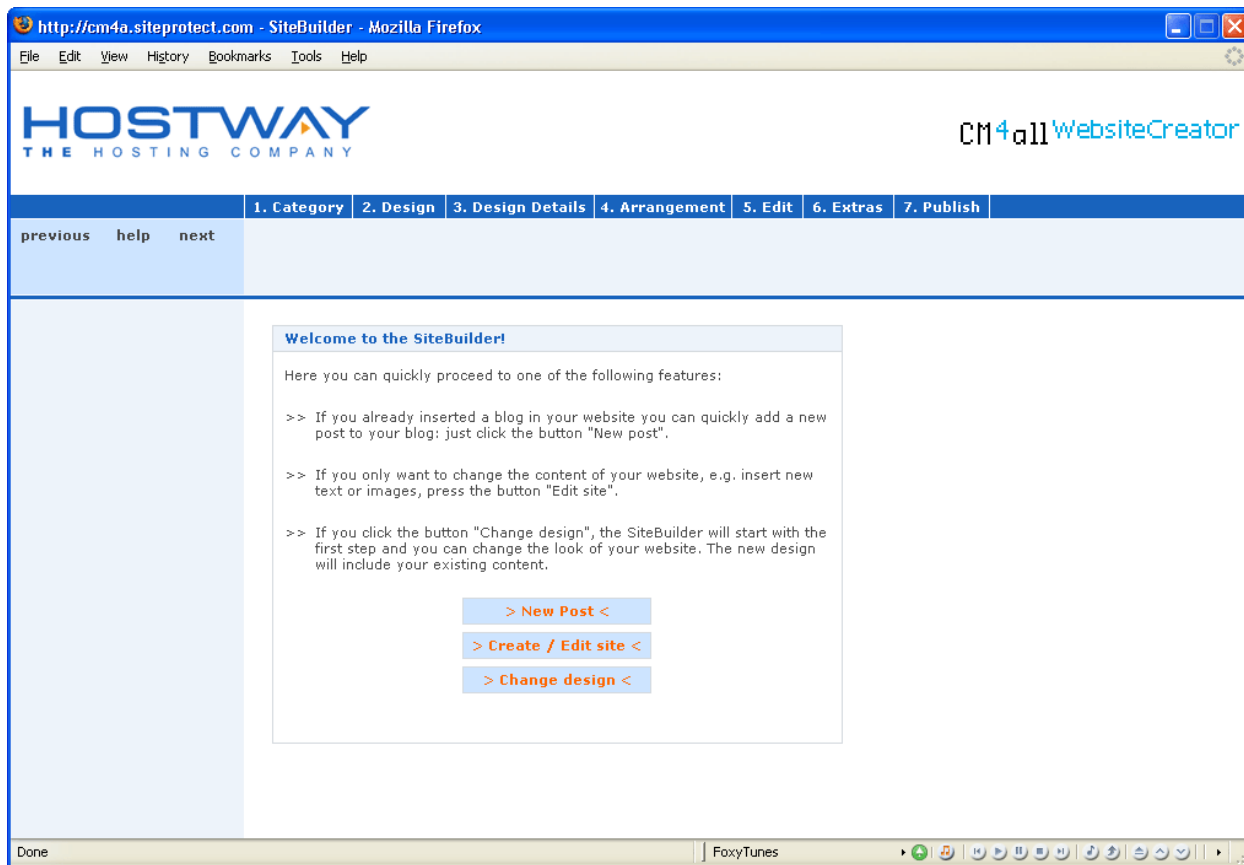 http://cm4a.siteprotect.com - SiteBuilder - Mozilla Firefox
File Edit View History Bookmarks Tools Help
HOSTWAY
THE HOSTING COMPANY
CM4all WebsiteCreator
1. Category 2. Design 3. Design Details 4. Arrangement 5. Edit 6. Extras 7. Publish
previous help next
Welcome to the SiteBuilder!
Here you can quickly proceed to one of the following features:
>> If you already inserted a blog in your website you can quickly add a new
post to your blog: just click the button "New post".
>> If you only want to change the content of your website, e.g. insert new
text or images, press the button "Edit site".
>> If you click the button "Change design", the SiteBuilder will start with the
first step and you can change the look of your website. The new design
will include your existing content.
> New Post <
> Create / Edit site <
> Change design <
Done FoxyTunes